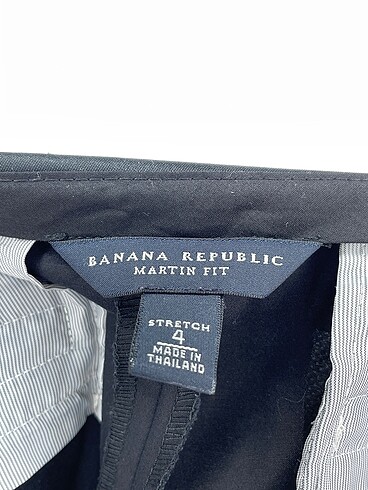 BANANA REPUBLIC
MARTIN FIT
STRETCH
4
MADE IN
THAILAND